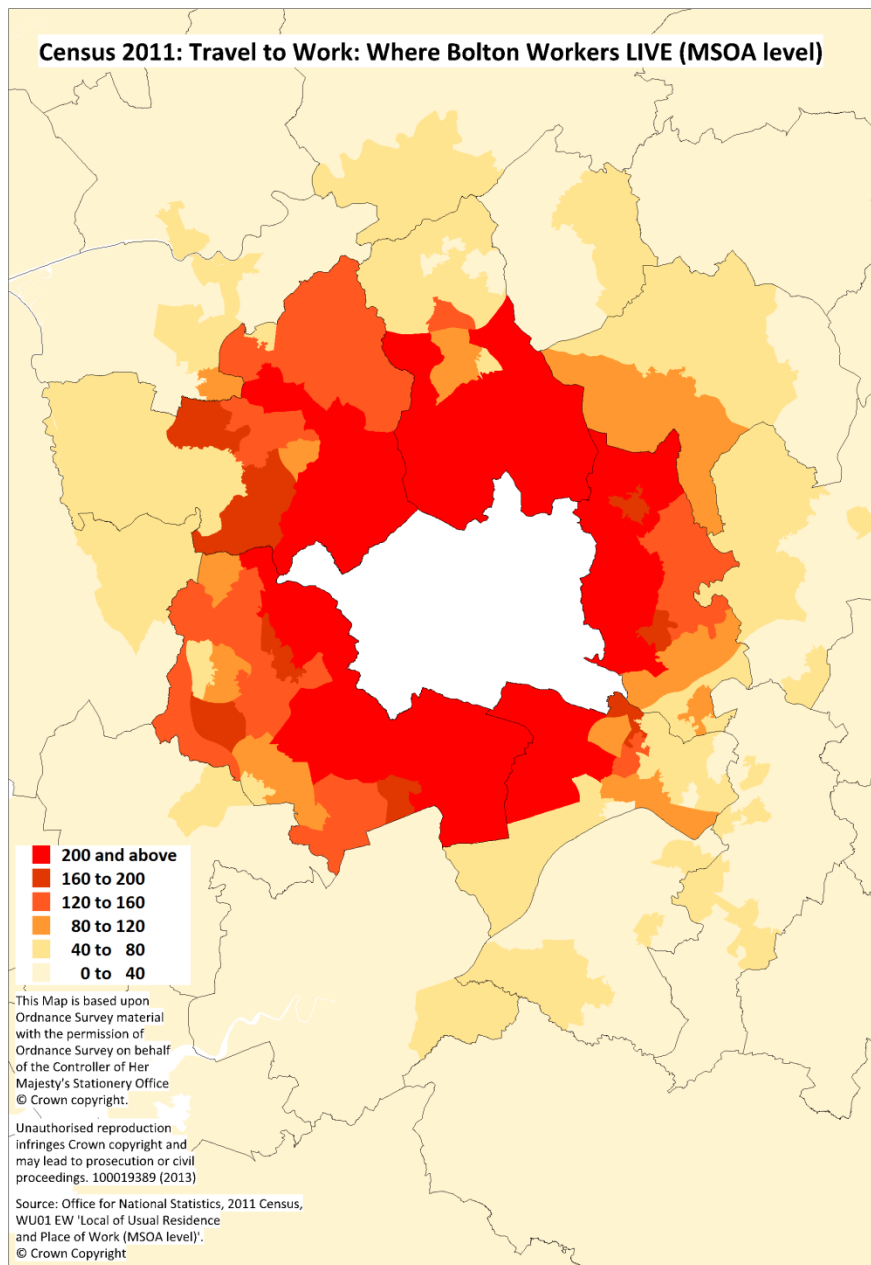 Census 2011: Travel to Work: Where Bolton Workers LIVE (MSOA level)
200 and above
160 to 200
120 to 160
80 to 120
40 to 80
0 to 40
This Map is based upon
Ordnance Survey material
with the permission of
Ordnance Survey on behalf
of the Controller of Her
Majesty's Stationery Office
© Crown copyright.
Unauthorised reproduction
infringes Crown copyright and
may lead to prosecution or civil
proceedings. 100019389 (2013)
Source: Office for National Statistics, 2011 Census,
WU01 EW 'Local of Usual Residence
and Place of Work (MSOA level)'.
© Crown Copyright